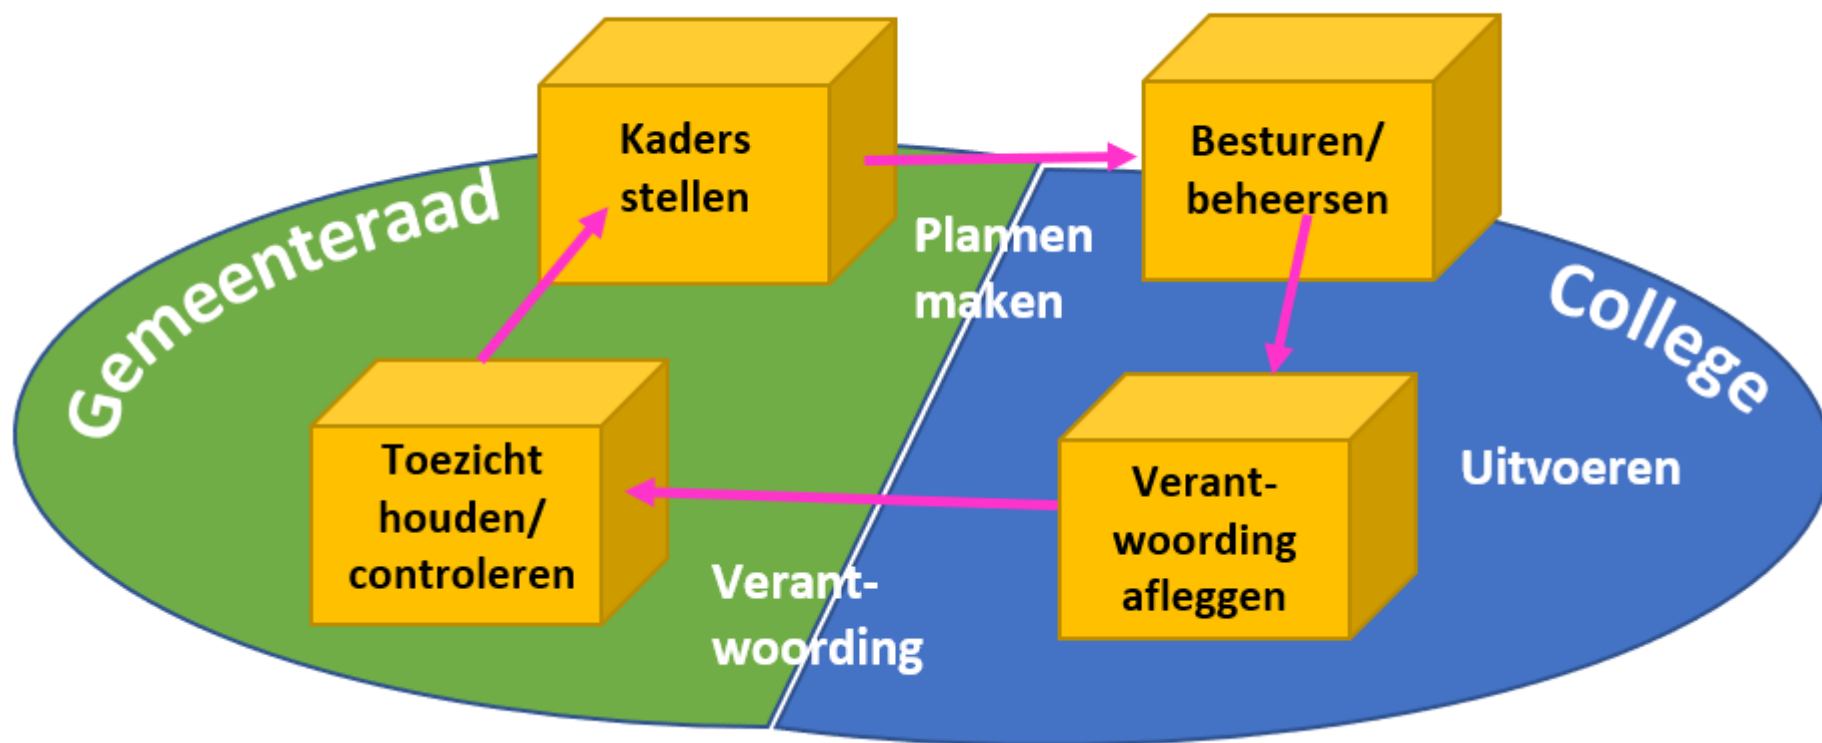 Gemeenteraad
Kaders
stellen
Besturen/
beheersen
Plannen
maken
College
Toezicht
houden/
controleren
Verant-
woording
Verant-
woording
afleggen
Uitvoeren